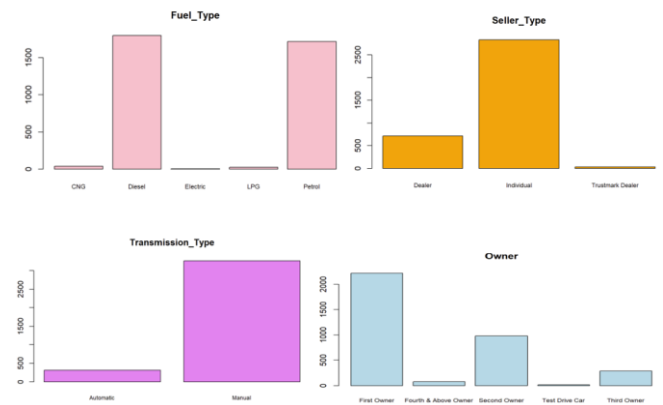 Fuel_Type
1500
1000
500
0
CNG Diesel Electric LPG Petrol
Seller_Type
2500
1500
500
0
Dealer Individual Trustmark Dealer
Transmission_Type
2500
1500
500
0
Automatic Manual
Owner
2000
1500
1000
500
0
First Owner Fourth & Above Owner Second Owner Test Drive Car Third Owner